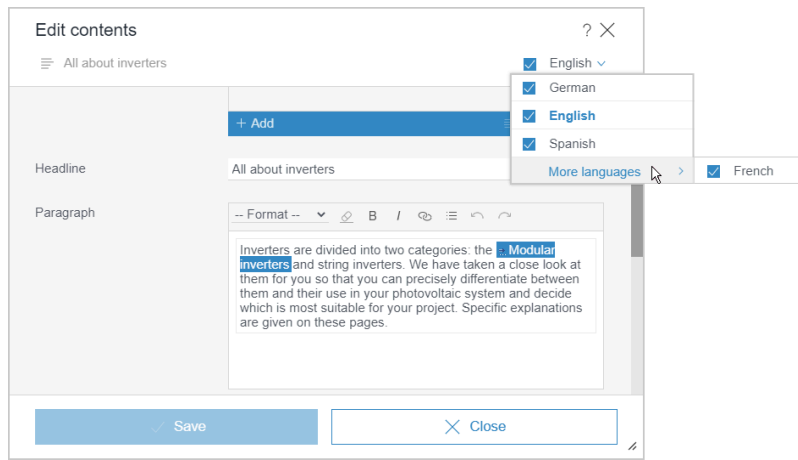 Edit contents
?
All about inverters
English
German
English
Spanish
More languages
French
+ Add
Headline
All about inverters
Paragraph
-- Format --
B I
Inverters are divided into two categories: the Modular
inverters and string inverters. We have taken a close look at
them for you so that you can precisely differentiate between
them and their use in your photovoltaic system and decide
which is most suitable for your project. Specific explanations
are given on these pages.
Save
Close